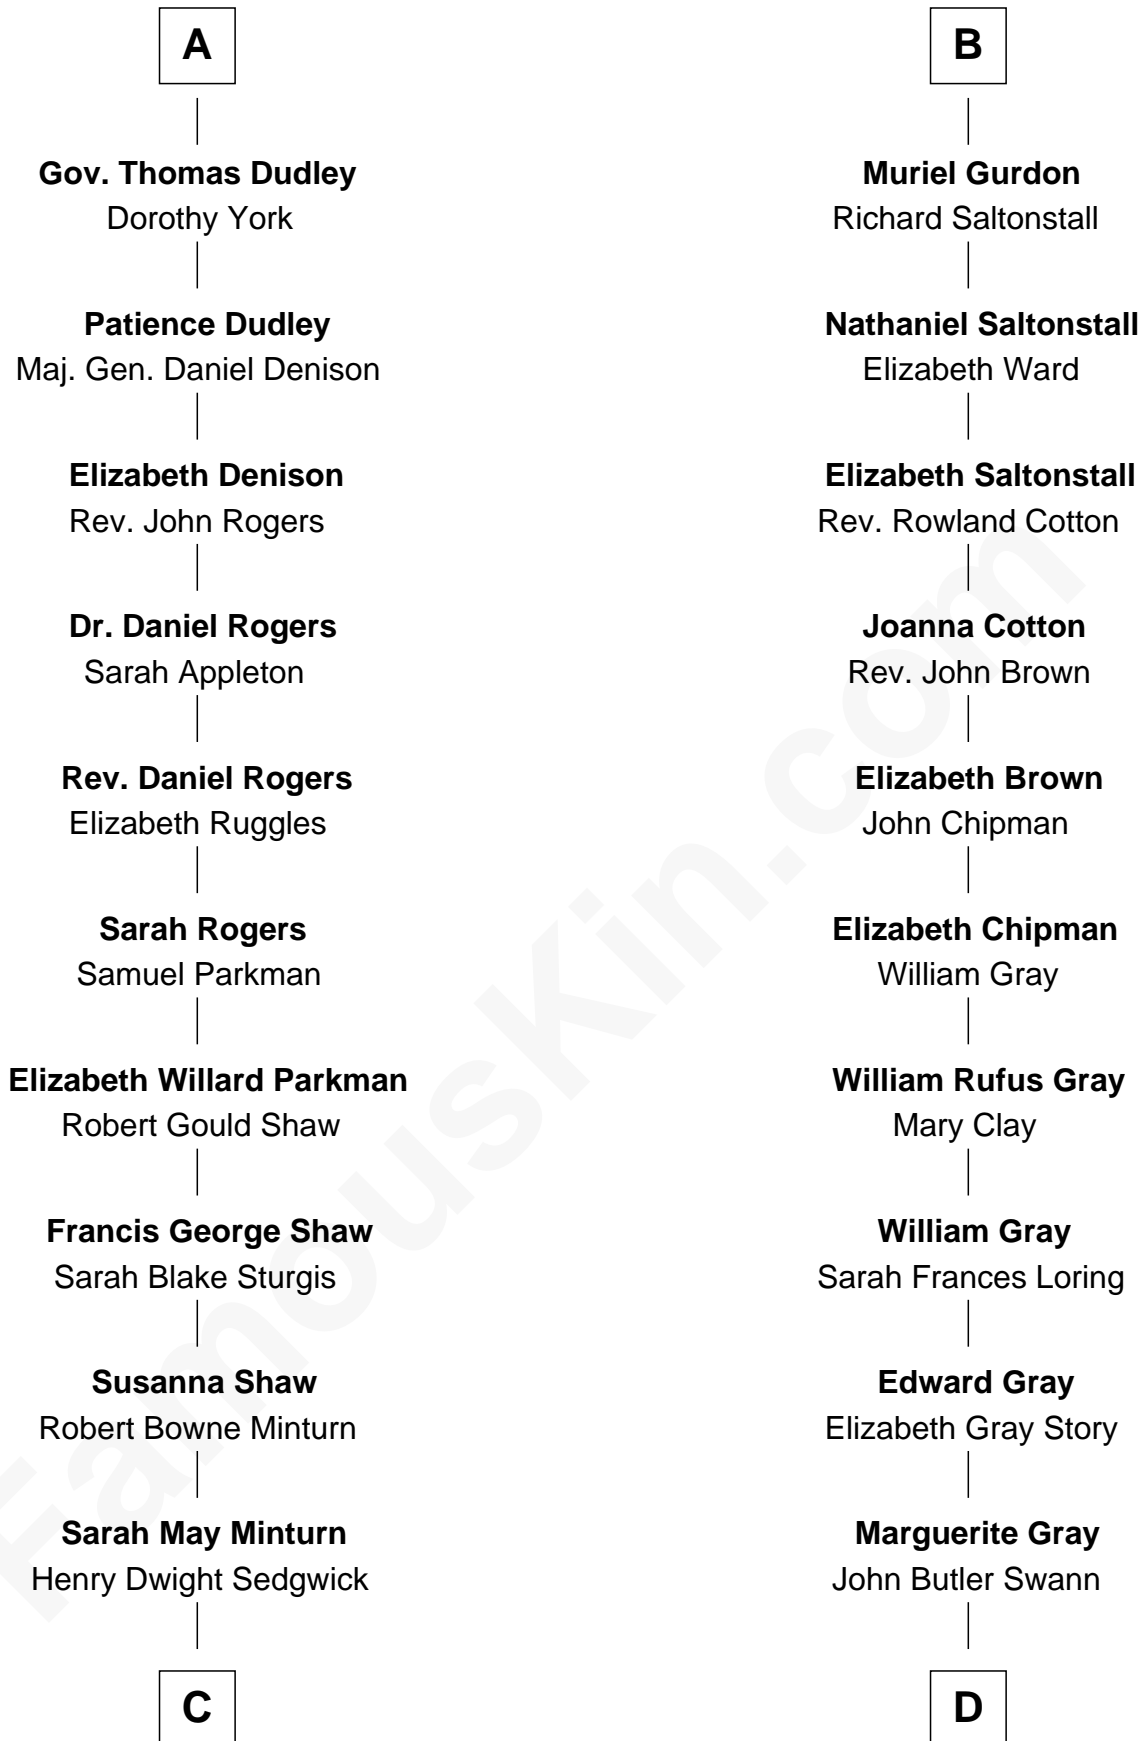 A
Gov. Thomas Dudley
Dorothy York
Patience Dudley
Maj. Gen. Daniel Denison
Elizabeth Denison
Rev. John Rogers
Dr. Daniel Rogers
Sarah Appleton
Rev. Daniel Rogers
Elizabeth Ruggles
Sarah Rogers
Samuel Parkman
Elizabeth Willard Parkman
Robert Gould Shaw
Francis George Shaw
Sarah Blake Sturgis
Susanna Shaw
Robert Bowne Minturn
Sarah May Minturn
Henry Dwight Sedgwick
C
B
Muriel Gurdon
Richard Saltonstall
Nathaniel Saltonstall
Elizabeth Ward
Elizabeth Saltonstall
Rev. Rowland Cotton
Joanna Cotton
Rev. John Brown
Elizabeth Brown
John Chipman
Elizabeth Chipman
William Gray
William Rufus Gray
Mary Clay
William Gray
Sarah Frances Loring
Edward Gray
Elizabeth Gray Story
Marguerite Gray
John Butler Swann
D
FamousKin.com